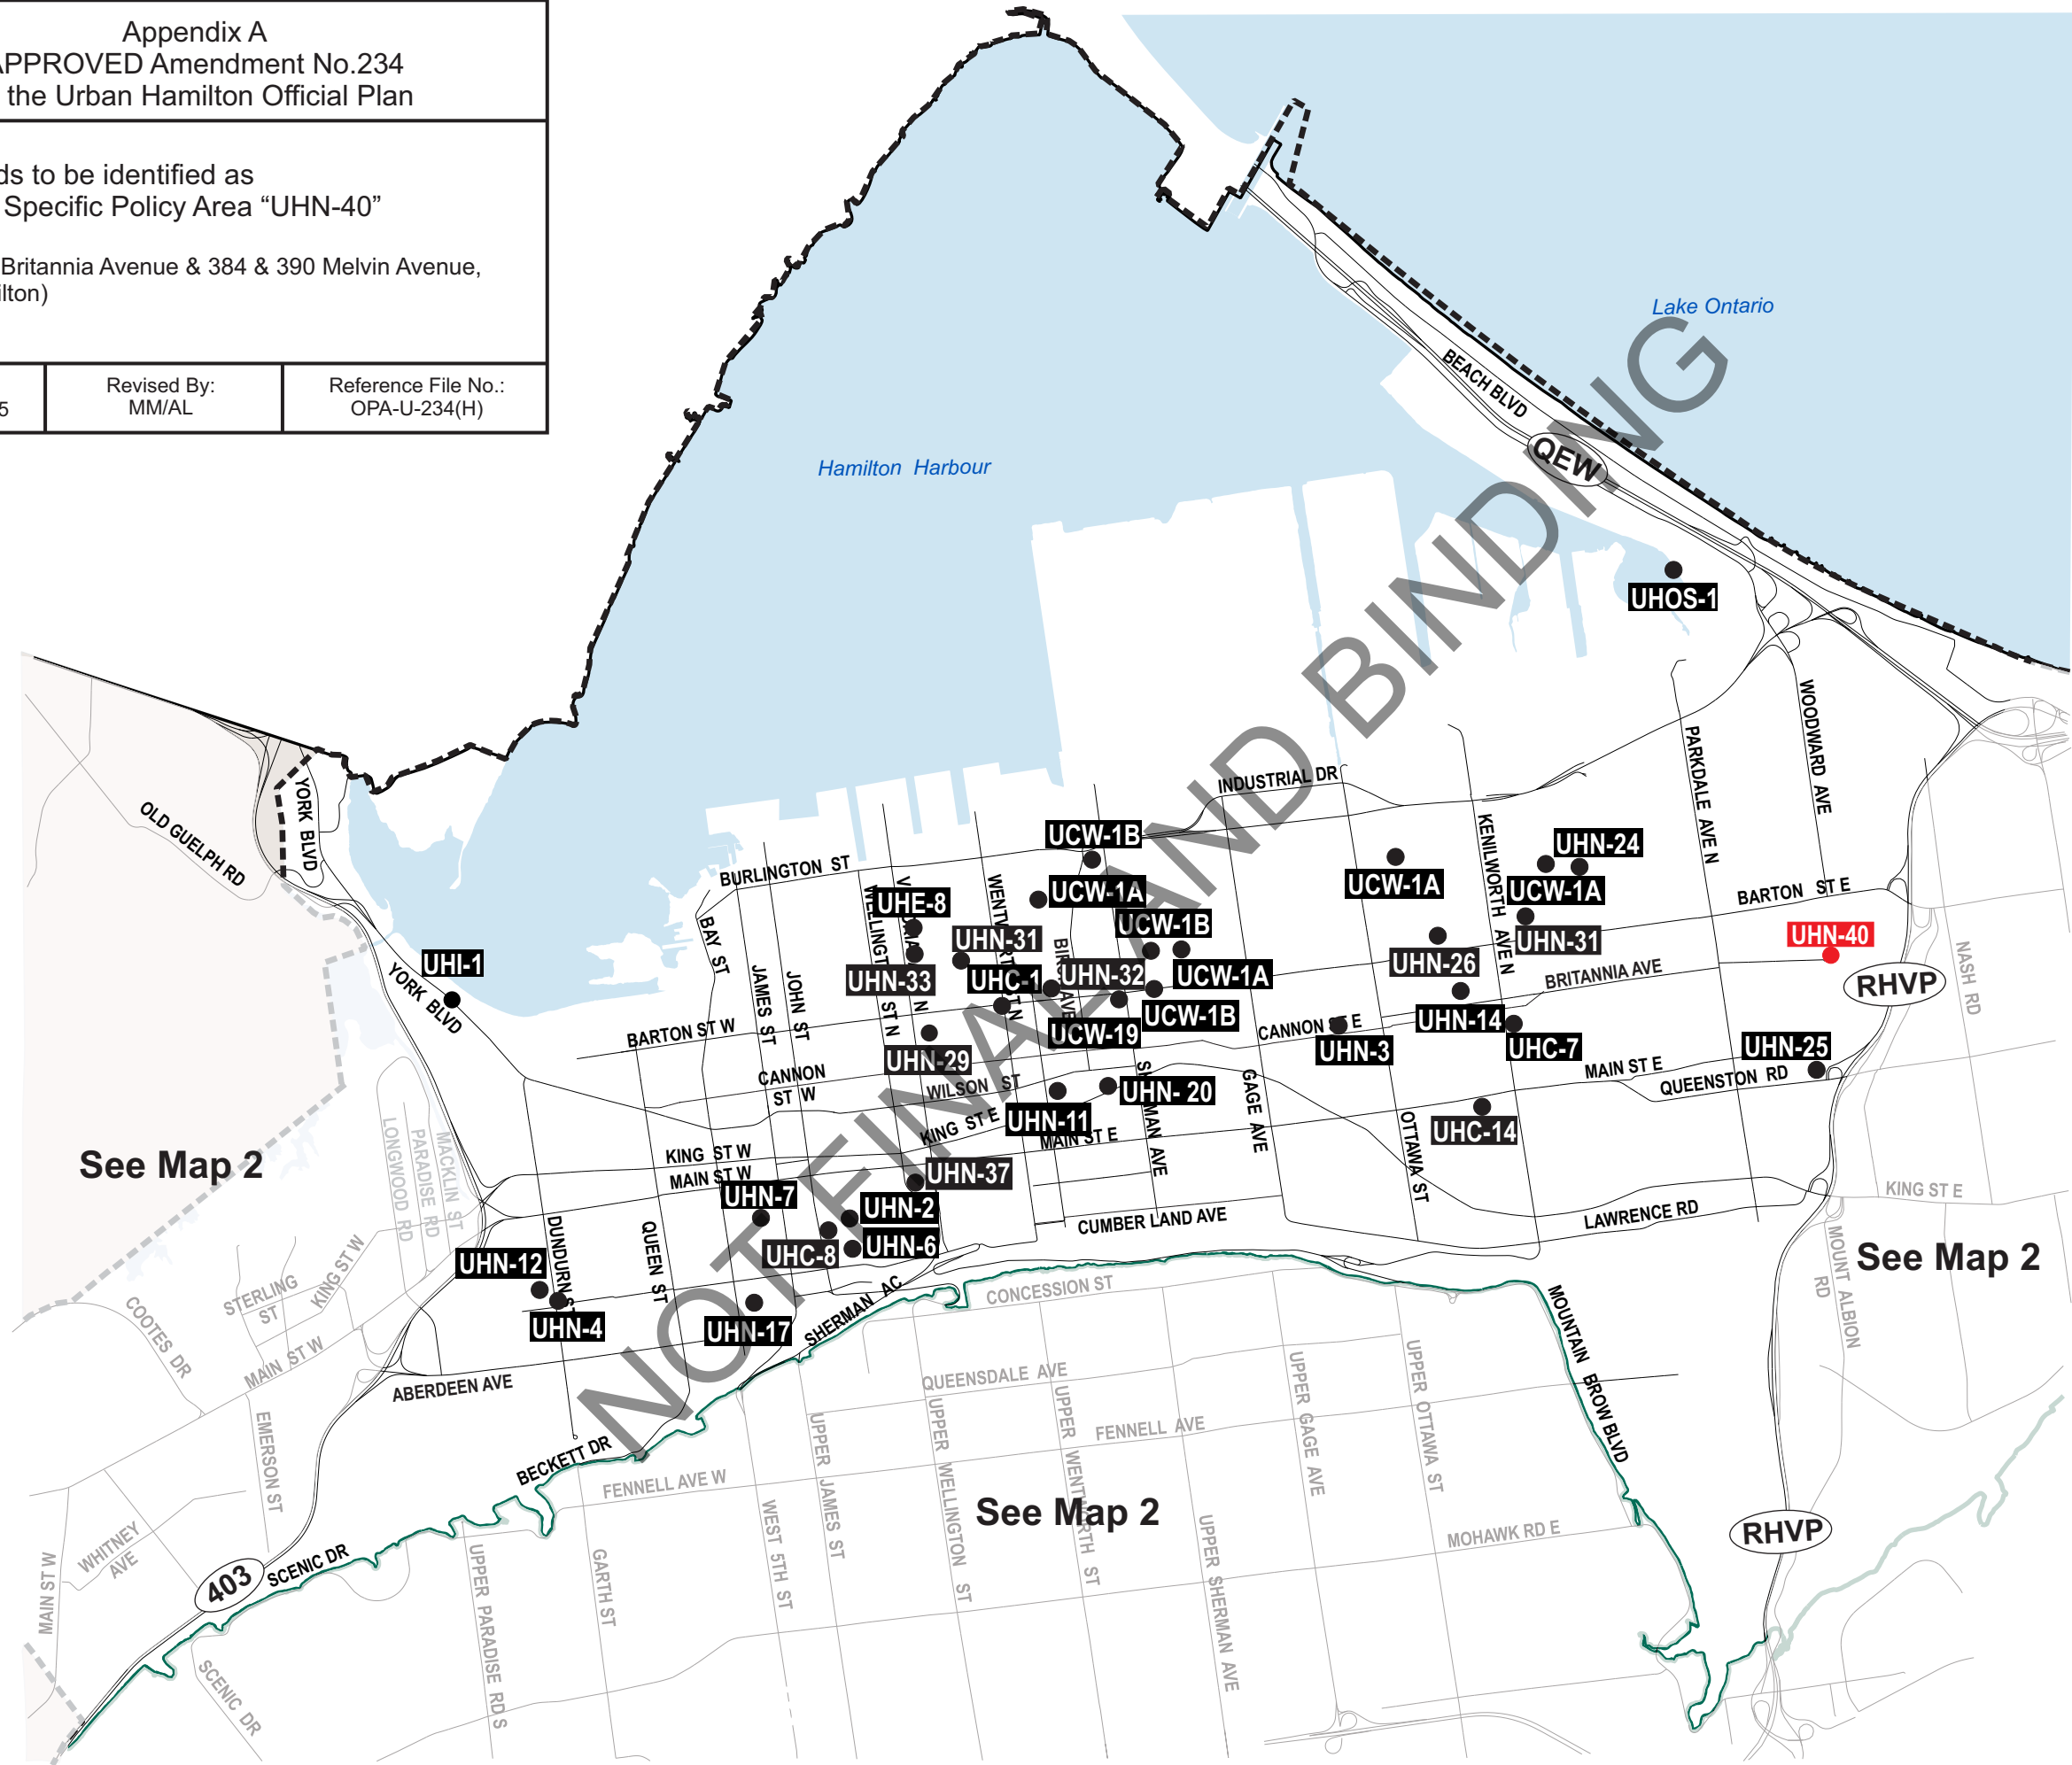 Appendix A
APPROVED Amendment No.234
the Urban Hamilton Official Plan
to be identified as
Specific Policy Area “UHN-40”
Britannia Avenue & 384 & 390 Melvin Avenue,
Revised By:
MM/AL
Reference File No.:
OPA-U-234(H)
Lake Ontario
BEACH BLVD
QEW
Hamilton Harbour
UHOS-1
NOT FINAL AND BINDING
WOODWARD AVE
PARKDALE AVE N
YORK BLVD
OLD GUELPH RD
INDUSTRIAL DR
KENILWORTH AVE N
UCW-1B
UHN-24
BURLINGTON ST
UCW-1A
UCW-1A
UCW-1A
BARTON ST E
UHE-8
UCW-1B
UHN-31
UHN-31
UHN-40
BAY ST
UHI-1
YORK BLVD
UHN-26
NASH RD
UHN-33
UHC-1
UHN-32
UCW-1A
BRITANNIA AVE
RHVP
JAMES ST
JOHN ST
UCW-1B
UHN-14
BARTON ST W
UCW-19
CANNON ST E
UHN-3
UHC-7
UHN-25
UHN-29
MAIN ST E
QUEENSTON RD
CANNON
ST W
WILSON ST
UHN- 20
GAGE AVE
UHN-11
KING ST E
MAIN ST E
SHERMAN AVE
OTTAWA ST
UHC-14
LONGWOOD RD
PARADISE RD
MACKLIN ST
See Map 2
KING ST W
MAIN ST W
UHN-37
UHN-7
KING ST E
UHN-2
CUMBER LAND AVE
LAWRENCE RD
DUNDURN ST
QUEEN ST
UHC-8
UHN-6
MOUNT ALBION
RD
See Map 2
UHN-12
STERLING
ST
KING ST W
COOTES DR
UHN-4
UHN-17
SHERMAN AC
CONCESSION ST
MOUNTAIN BROW BLVD
MAIN ST W
ABERDEEN AVE
QUEENSDALE AVE
UPPER GAGE AVE
UPPER OTTAWA ST
EMERSON ST
UPPER JAMES ST
UPPER WELLINGTON ST
UPPER WENTWORTH ST
FENNELL AVE
BECKETT DR
FENNELL AVE W
WEST 5TH ST
See Map 2
UPPER SHERMAN AVE
MOHAWK RD E
RHVP
WHITNEY
AVE
MAIN ST W
403
SCENIC DR
UPPER PARADISE RD S
GARTH ST
SCENIC DR